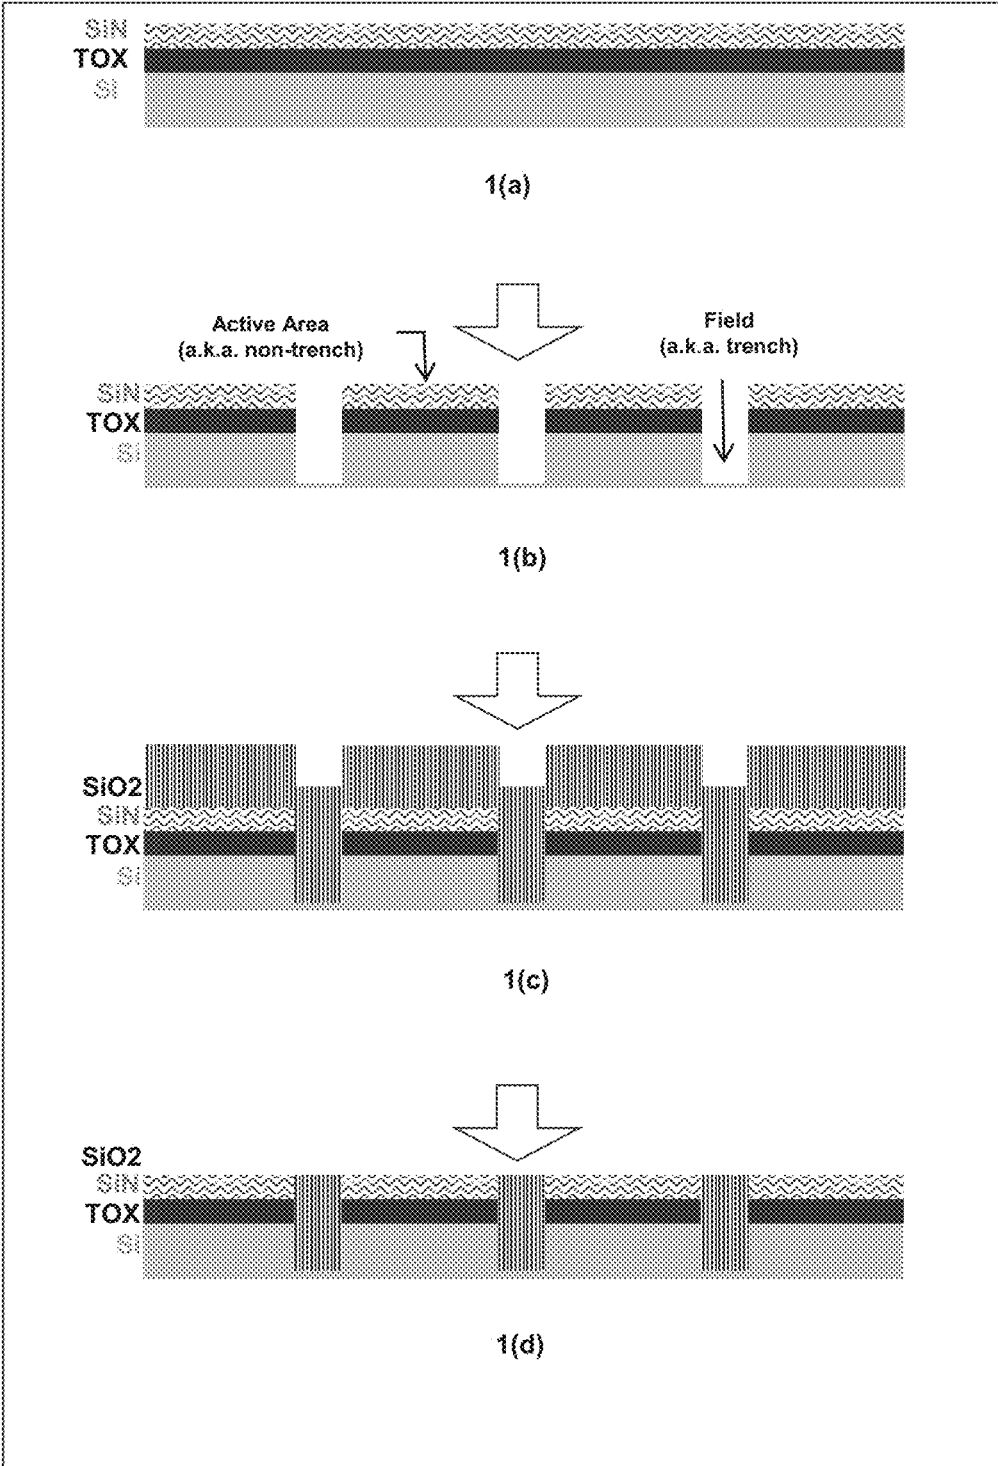 SiN
TOX
Si
1(a)
Active Area
(a.k.a. non-trench)
Field
(a.k.a. trench)
SiN
TOX
Si
1(b)
SiO2
SiN
TOX
Si
1(c)
SiO2
SiN
TOX
Si
1(d)